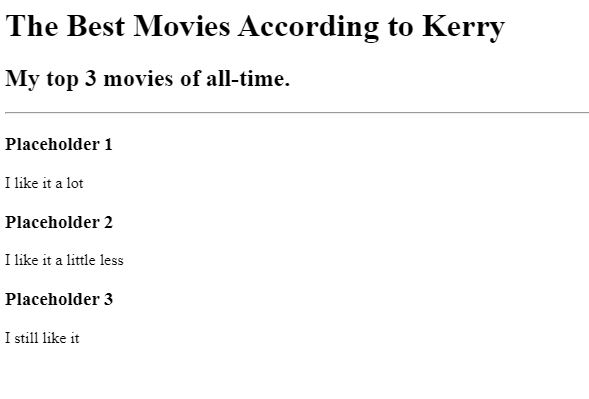 The Best Movies According to Kerry
My top 3 movies of all-time.
Placeholder 1
I like it a lot
Placeholder 2
I like it a little less
Placeholder 3
I still like it